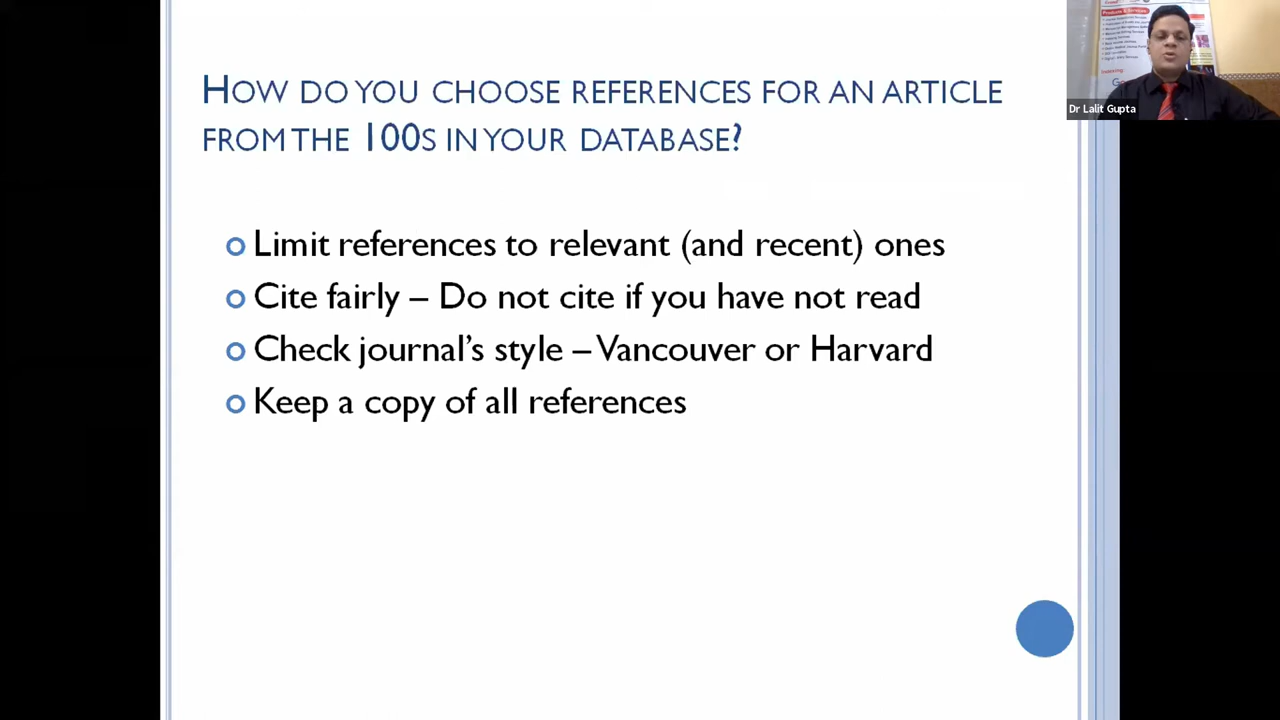 HOW DO YOU CHOOSE REFERENCES FOR AN ARTICLE
FROM THE 100S IN YOUR DATABASE?
Limit references to relevant (and recent) ones
Cite fairly – Do not cite if you have not read
Check journal's style – Vancouver or Harvard
Keep a copy of all references
Dr Lalit Gupta